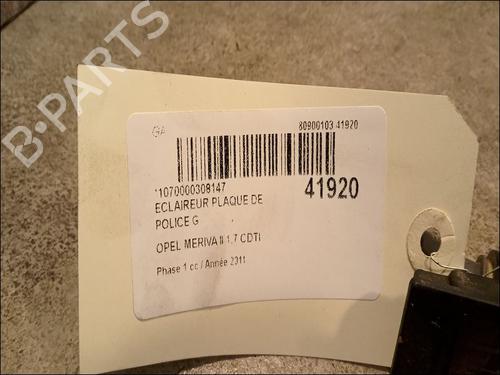 B-PARTS
GA
80900103 41920
*1070000308147
41920
ECLAIREUR PLAQUE DE
POLICE G
OPEL MERIVA II 1,7 CDTI
Phase 1 cc / Année 2011